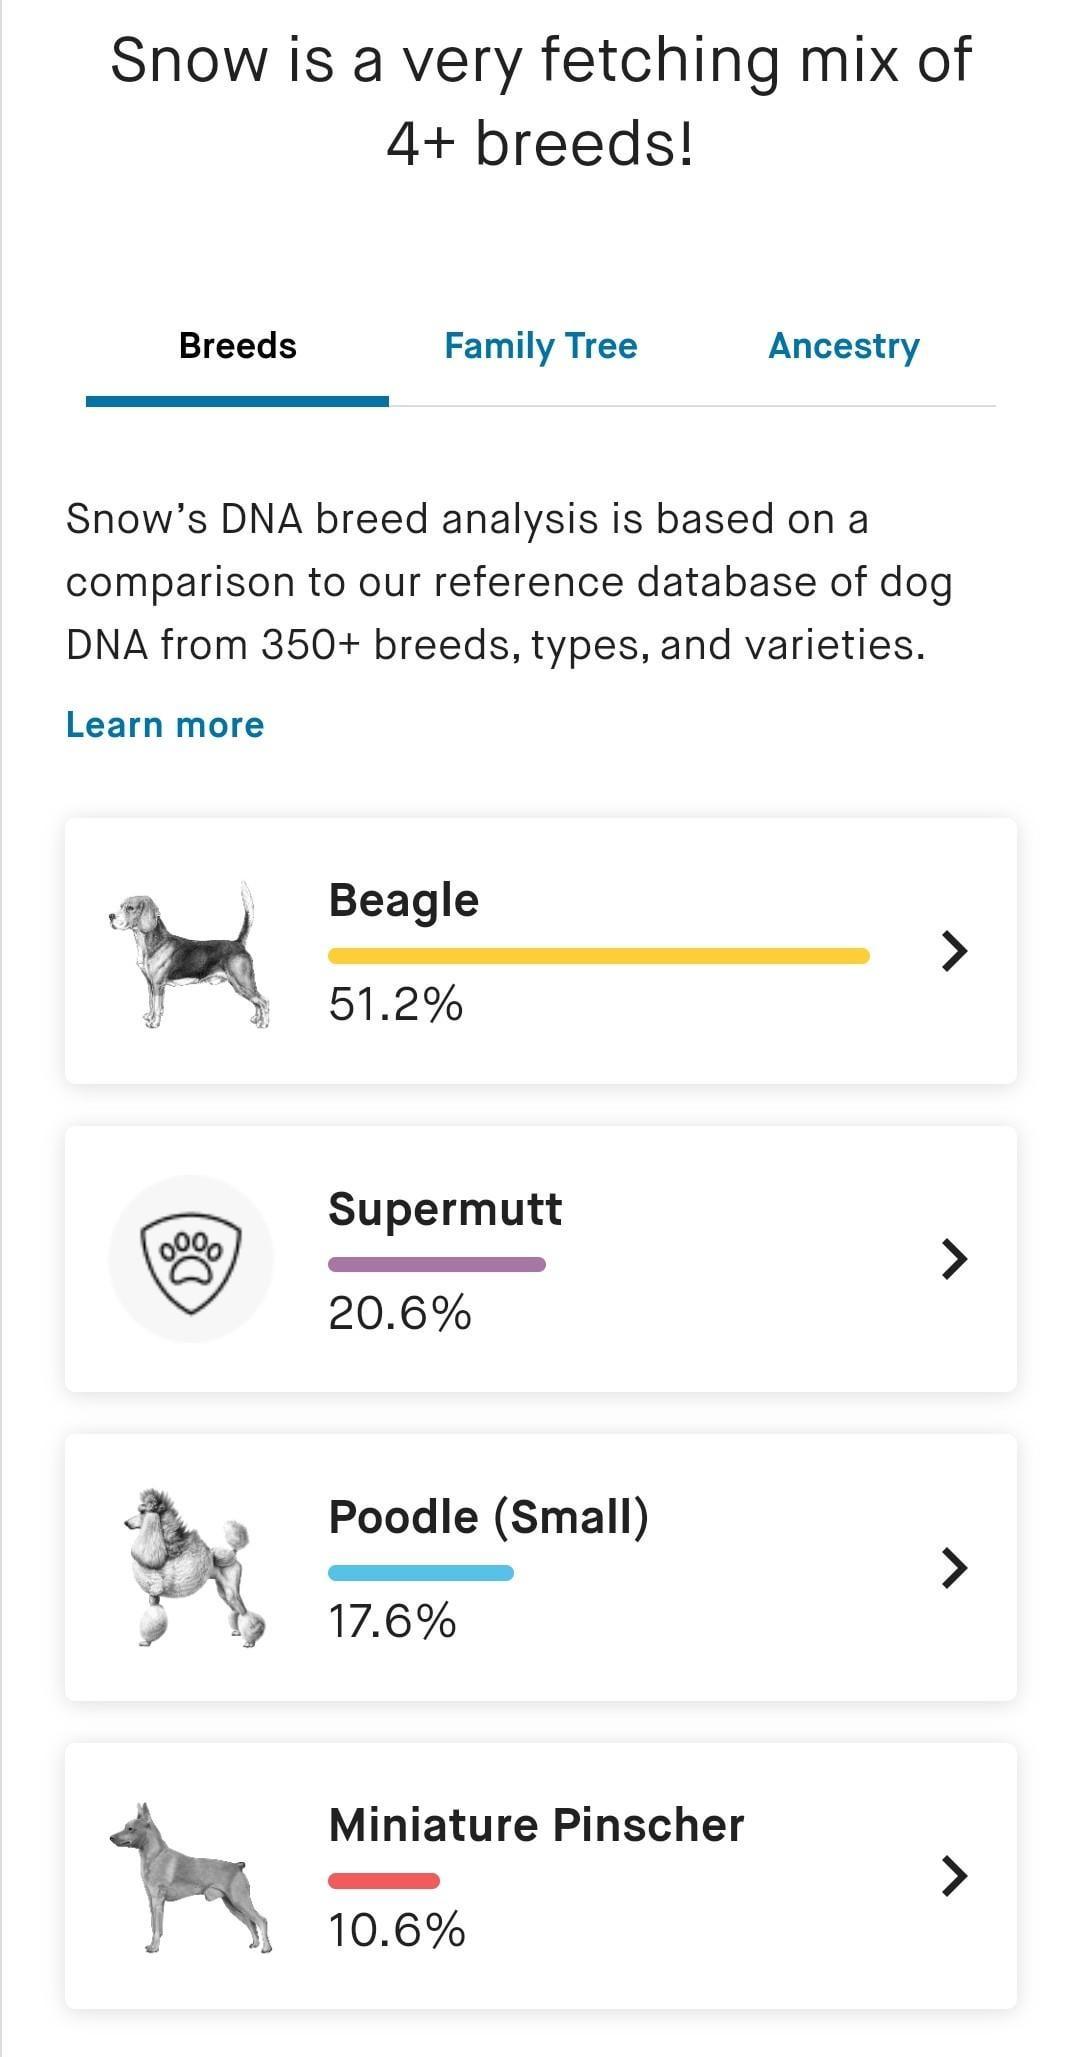 Snow is a very fetching mix of
4+ breeds!
Breeds
Family Tree
Ancestry
Snow’s DNA breed analysis is based on a
comparison to our reference database of dog
DNA from 350+ breeds, types, and varieties.
Learn more
Beagle
51.2%
Supermutt
20.6%
Poodle (Small)
17.6%
Miniature Pinscher
10.6%